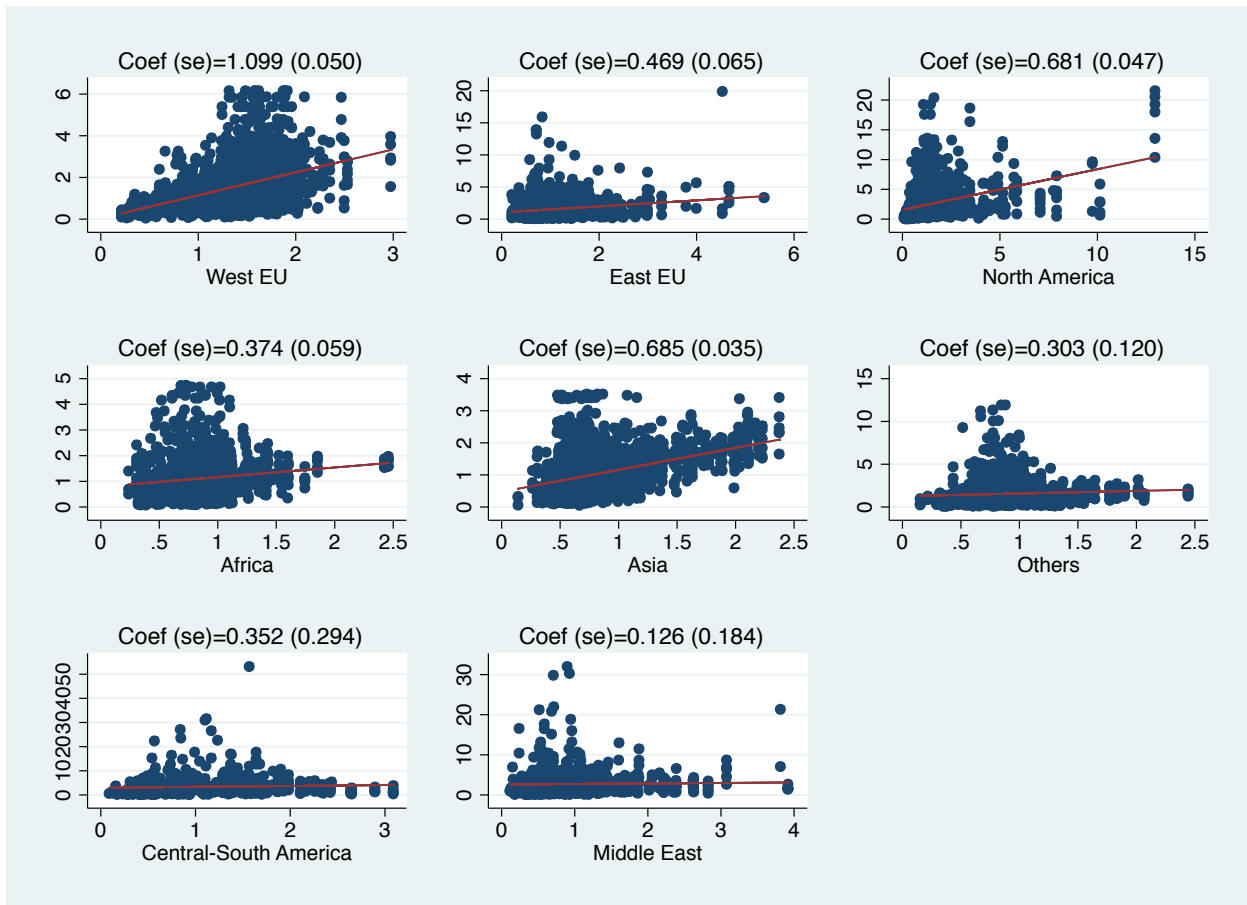 Coef (se)=1.099 (0.050)
0 2 4 6
0 1 2 3
West EU
Coef (se)=0.469 (0.065)
0 5 10 15 20
0 2 4 6
East EU
Coef (se)=0.681 (0.047)
0 5 10 15 20
0 5 10 15
North America
Coef (se)=0.374 (0.059)
0 1 2 3 4 5
0 .5 1 1.5 2 2.5
Africa
Coef (se)=0.685 (0.035)
0 1 2 3 4
0 .5 1 1.5 2 2.5
Asia
Coef (se)=0.303 (0.120)
0 5 10 15
0 .5 1 1.5 2 2.5
Others
Coef (se)=0.352 (0.294)
0 1020304050
0 1 2 3
Central-South America
Coef (se)=0.126 (0.184)
0 10 20 30
0 1 2 3 4
Middle East